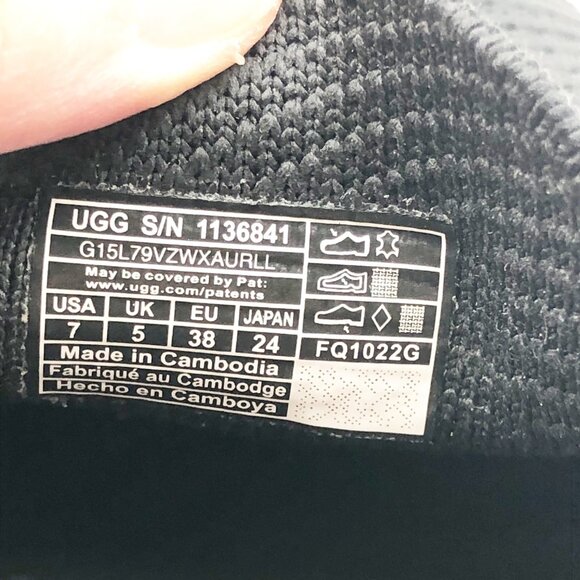 UGG S/N 1136841
G15L79VZWXAURLL
May be covered by Pat:
www.ugg.com/patents
USA UK EU JAPAN
7 5 38 24
FQ1022G
Made in Cambodia
Fabriqué au Cambodge
Hecho en Camboya